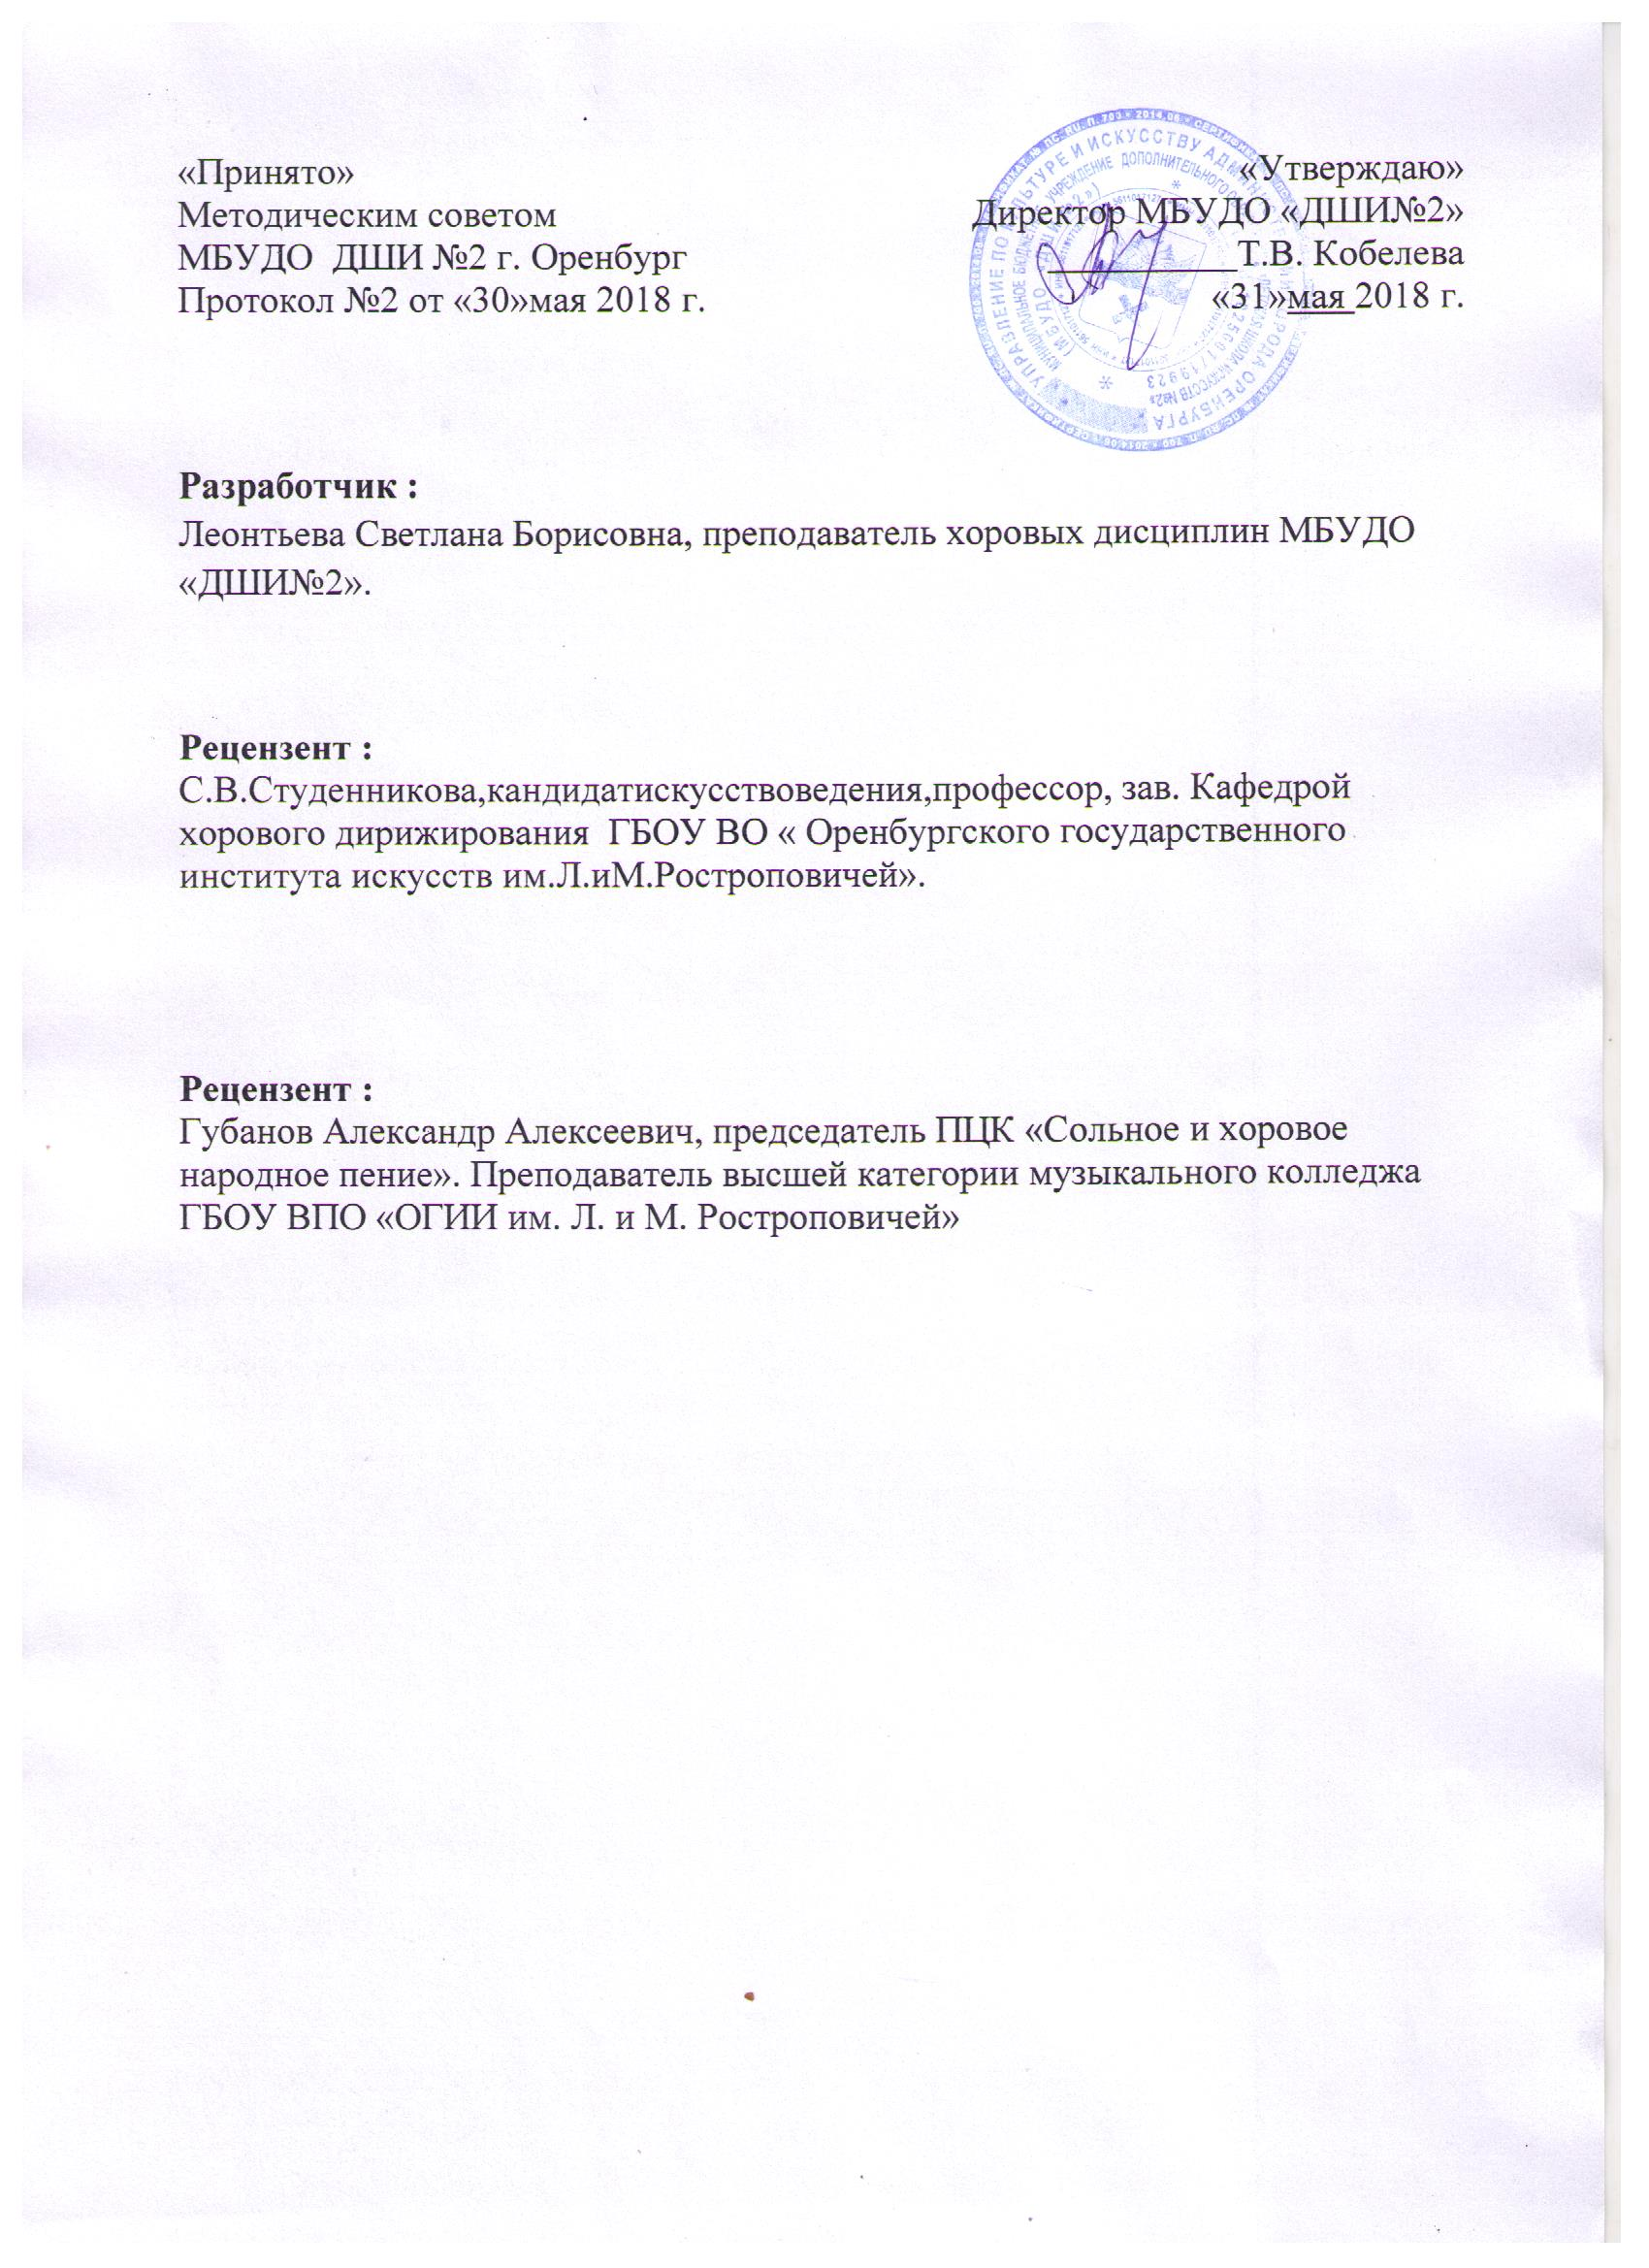 «Принято»
Методическим советом
МБУДО  ДШИ №2 г. Оренбург
Протокол №2 от «30»мая 2018 г.
«Утверждаю»
Директор МБУДО «ДШИ№2»
__________Т.В. Кобелева
«31»мая 2018 г.
Разработчик :
Леонтьева Светлана Борисовна, преподаватель хоровых дисциплин МБУДО
«ДШИ№2».
Рецензент :
С.В.Студенникова,кандидатискусствоведения,профессор, зав. Кафедрой
хорового дирижирования  ГБОУ ВО « Оренбургского государственного
института искусств им.Л.иМ.Ростроповичей».
Рецензент :
Губанов Александр Алексеевич, председатель ПЦК «Сольное и хоровое
народное пение». Преподаватель высшей категории музыкального колледжа
ГБОУ ВПО «ОГИИ им. Л. и М. Ростроповичей»